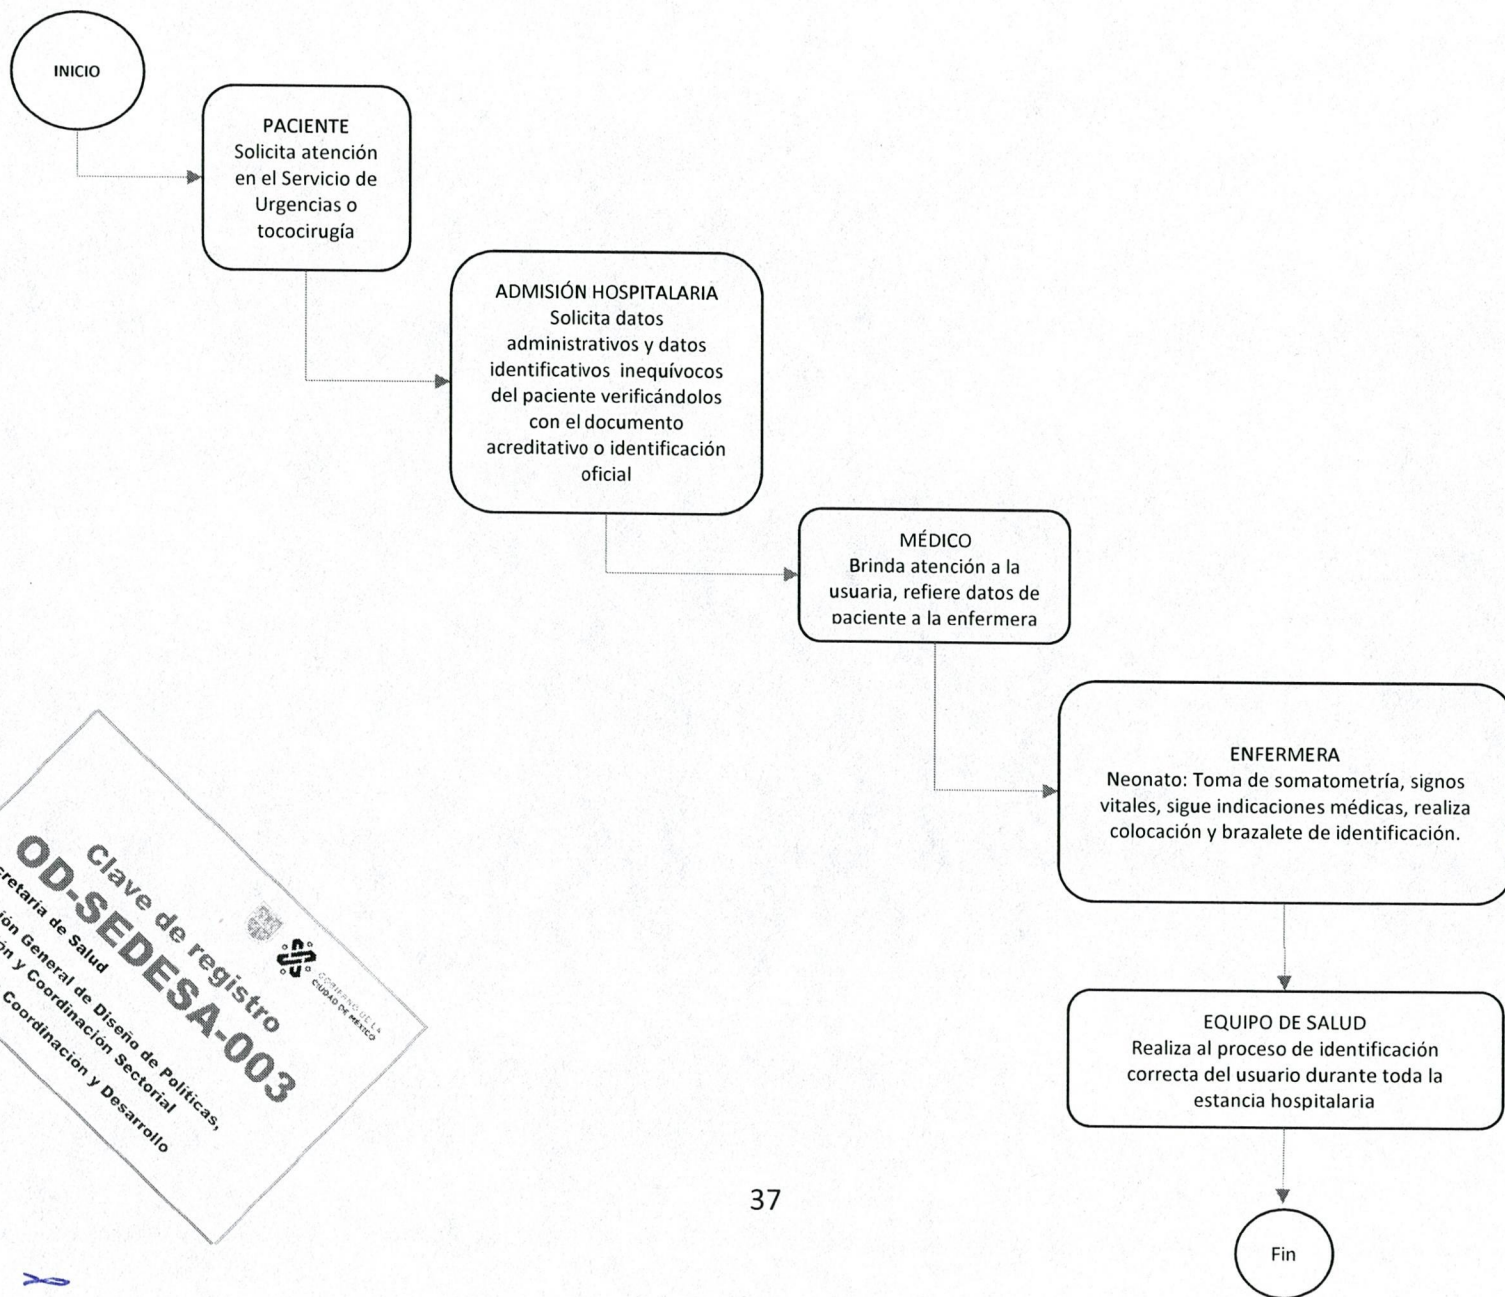 INICIO
PACIENTE
Solicita atención
en el Servicio de
Urgencias o
tococirugía
ADMISIÓN HOSPITALARIA
Solicita datos
administrativos y datos
identificativos inequívocos
del paciente verificándolos
con el documento
acreditativo o identificación
oficial
MÉDICO
Brinda atención a la
usuaria, refiere datos de
paciente a la enfermera
ENFERMERA
Neonato: Toma de somatometría, signos
vitales, sigue indicaciones médicas, realiza
colocación y brazalete de identificación.
EQUIPO DE SALUD
Realiza al proceso de identificación
correcta del usuario durante toda la
estancia hospitalaria
Fin
GOBIERNO DE LA
CIUDAD DE MÉXICO
Clave de registro
OD-SEDESA-003
de Salud
General de Diseño de Políticas,
y Coordinación Sectorial
Coordinación y Desarrollo
37